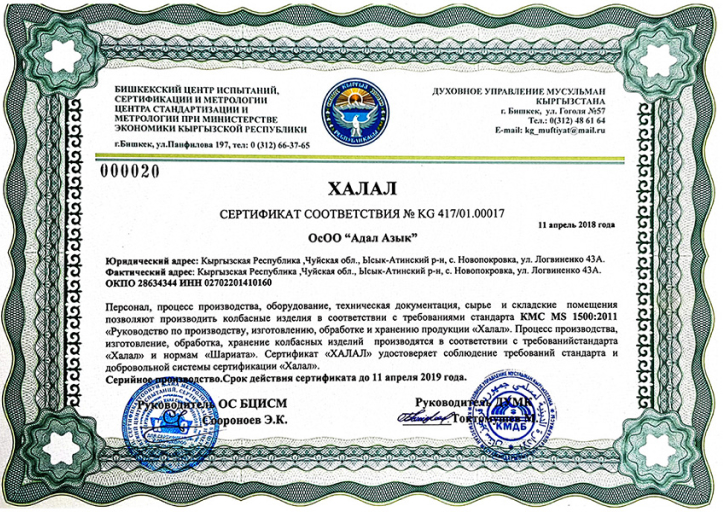 БИШКЕКСКИЙ ЦЕНТР ИСПЫТАНИЙ,
СЕРТИФИКАЦИИ И МЕТРОЛОГИИ
ЦЕНТРА СТАНДАРТИЗАЦИИ И
МЕТРОЛОГИИ ПРИ МИНИСТЕРСТВЕ
ЭКОНОМИКИ КЫРГЫЗСКОЙ РЕСПУБЛИКИ
г.Бишкек, ул.Панфилова 197, тел: 0 (312) 66-37-65
ДУХОВНОЕ УПРАВЛЕНИЕ МУСУЛЬМАН
КЫРГЫЗСТАНА
г. Бишкек, ул. Гоголя №57
Тел.: 0(312) 48 61 64
E-mail: kg_muftiyat@mail.ru
000020
ХАЛАЛ
СЕРТИФИКАТ СООТВЕТСТВИЯ № KG 417/01.00017
11 апрель 2018 года
ОсОО “Адал Азык”
Юридический адрес: Кыргызская Республика ,Чуйская обл., Ысык-Атинский р-н, с. Новопокровка, ул. Логвиненко 43А.
Фактический адрес: Кыргызская Республика ,Чуйская обл., Ысык-Атинский р-н, с. Новопокровка, ул. Логвиненко 43А.
ОКПО 28634344 ИНН 02702201410160
Персонал, процесс производства, оборудование, техническая документация, сырье и складские помещения
позволяют производить колбасные изделия в соответствии с требованиями стандарта КМС MS 1500:2011
«Руководство по производству, изготовлению, обработке и хранению продукции «Халал». Процесс производства,
изготовление, обработка, хранение колбасных изделий производятся в соответствии с требованийстандарта
«Халал» и нормам «Шариата». Сертификат «ХАЛАЛ» удостоверяет соблюдение требований стандарта и
добровольной системы сертификации «Халал».
Серийное производство.Срок действия сертификата до 11 апреля 2019 года.
Руководитель ОС БЦИСМ
Соороноев Э.К.
Руководитель ДУМК
Токтомушев М.
КМДБ